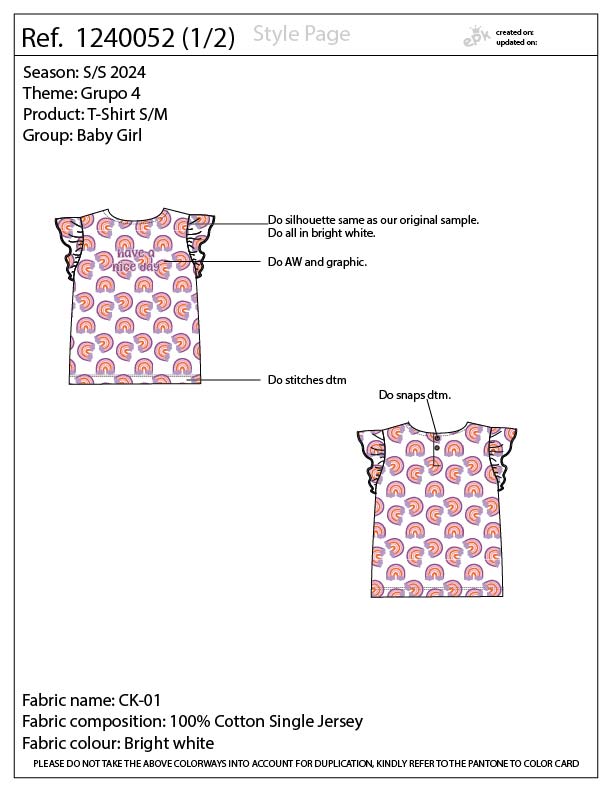 Ref. 1240052 (1/2)
Style Page
epk
created on:
updated on:
Season: S/S 2024
Theme: Grupo 4
Product: T-Shirt S/M
Group: Baby Girl
Do silhouette same as our original sample.
Do all in bright white.
have a
nice day
Do AW and graphic.
Do stitches dtm
Do snaps dtm.
Fabric name: CK-01
Fabric composition: 100% Cotton Single Jersey
Fabric colour: Bright white
PLEASE DO NOT TAKE THE ABOVE COLORWAYS INTO ACCOUNT FOR DUPLICATION, KINDLY REFER TO THE PANTONE TO COLOR CARD